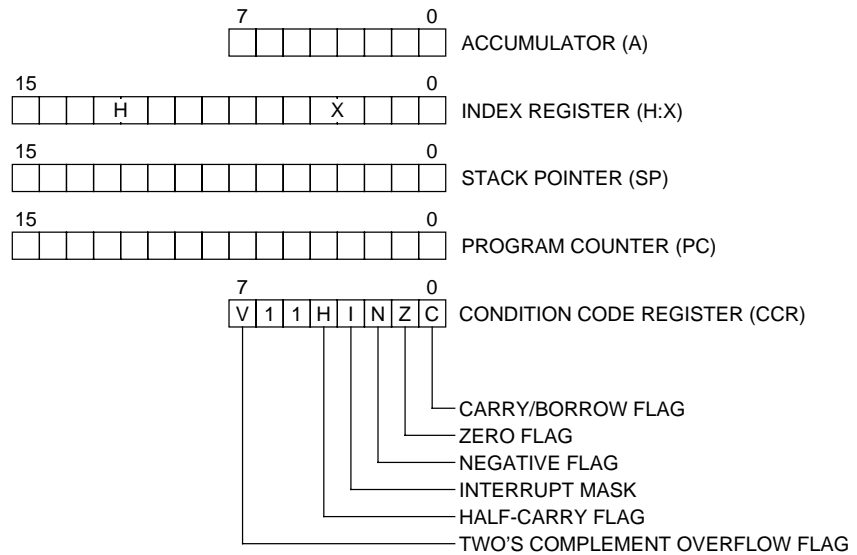 7 0
ACCUMULATOR (A)
15 0
H X
INDEX REGISTER (H:X)
15 0
STACK POINTER (SP)
15 0
PROGRAM COUNTER (PC)
7 0
V 1 1 H I N Z C
CONDITION CODE REGISTER (CCR)
CARRY/BORROW FLAG
ZERO FLAG
NEGATIVE FLAG
INTERRUPT MASK
HALF-CARRY FLAG
TWO'S COMPLEMENT OVERFLOW FLAG